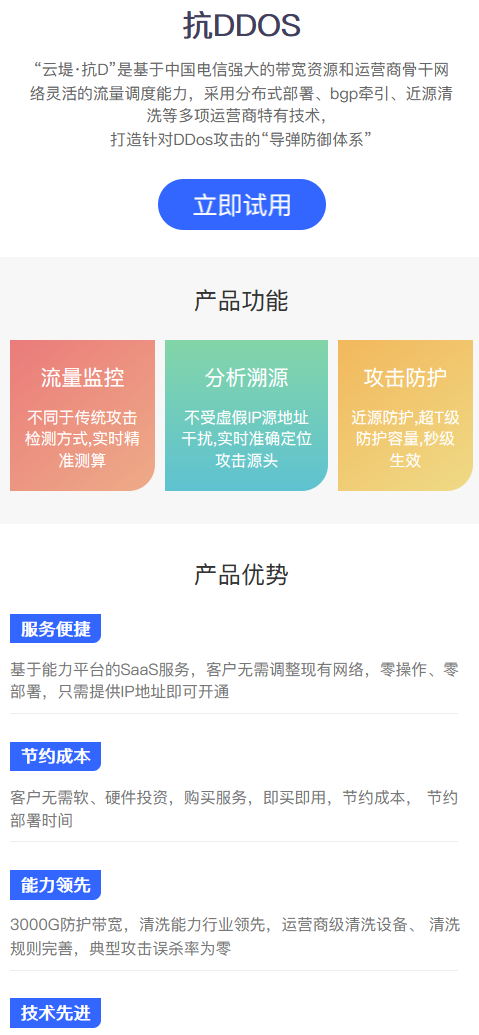 抗DDOS
“云堤·抗D”是基于中国电信强大的带宽资源和运营商骨干网
络灵活的流量调度能力，采用分布式部署、bgp牵引、近源清
洗等多项运营商特有技术，
打造针对DDos攻击的“导弹防御体系”
立即试用
产品功能
流量监控
不同于传统攻击
检测方式,实时精
准测算
分析溯源
不受虚假IP源地址
干扰,实时准确定位
攻击源头
攻击防护
近源防护,超T级
防护容量,秒级
生效
产品优势
服务便捷
基于能力平台的SaaS服务，客户无需调整现有网络，零操作、零
部署，只需提供IP地址即可开通
节约成本
客户无需软、硬件投资，购买服务，即买即用，节约成本， 节约
部署时间
能力领先
3000G防护带宽，清洗能力行业领先，运营商级清洗设备、 清洗
规则完善，典型攻击误杀率为零
技术先进